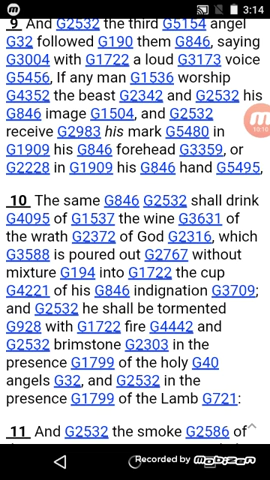 3:14
9 And G2532 the third G5154 angel
G32 followed G190 them G846, saying
G3004 with G1722 a loud G3173 voice
G5456, If any man G1536 worship
G4352 the beast G2342 and G2532 his
G846 image G1504, and G2532
receive G2983 his mark G5480 in
G1909 his G846 forehead G3359, or
G2228 in G1909 his G846 hand G5495,
10 The same G846 G2532 shall drink
G4095 of G1537 the wine G3631 of
the wrath G2372 of God G2316, which
G3588 is poured out G2767 without
mixture G194 into G1722 the cup
G4221 of his G846 indignation G3709;
and G2532 he shall be tormented
G928 with G1722 fire G4442 and
G2532 brimstone G2303 in the
presence G1799 of the holy G40
angels G32, and G2532 in the
presence G1799 of the Lamb G721:
11 And G2532 the smoke G2586 of
Recorded by mobizen